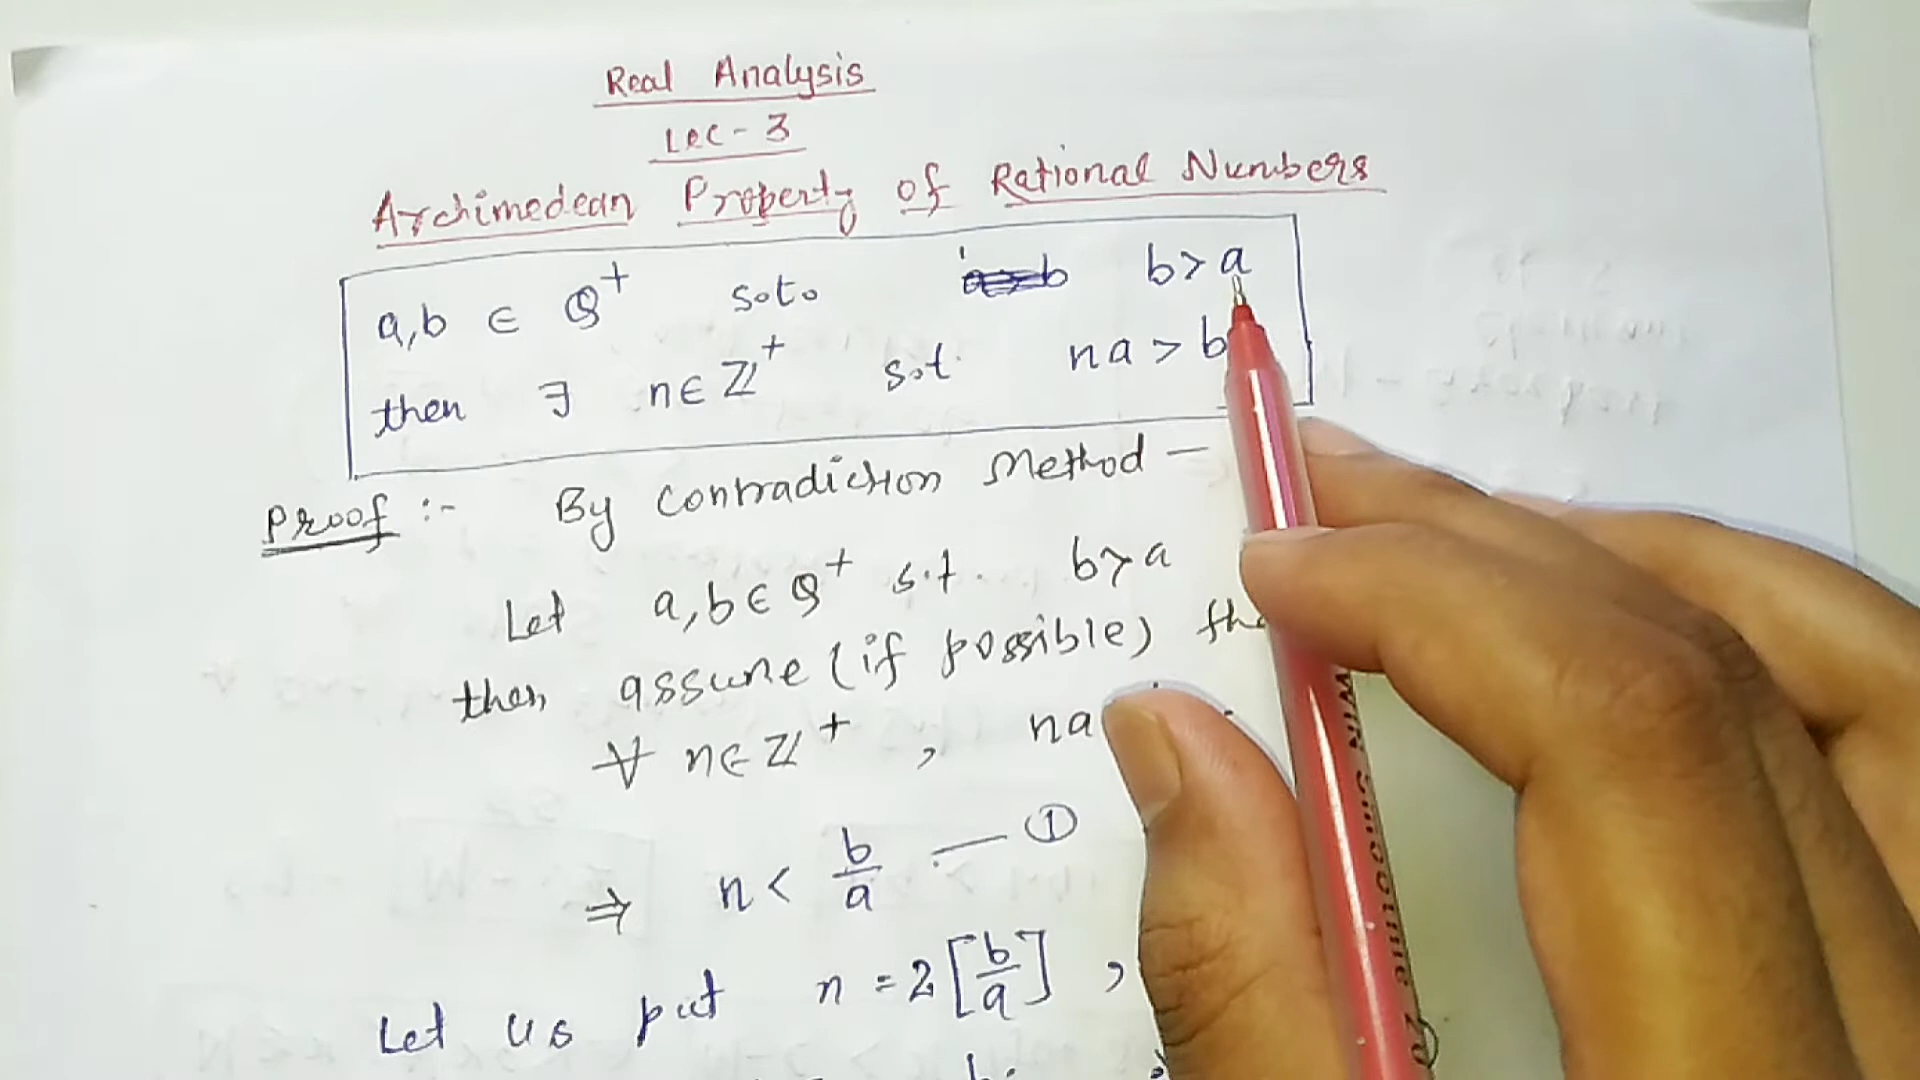 Real Analysis
Lec - 3
Archimedean Property of Rational Numbers
a,b ∈ Q⁺ s.t. b > a
then ∃ n ∈ Z⁺ s.t. na > b
Proof :- By Contradiction Method —
Let a,b ∈ Q⁺ s.t. b > a
then assume (if possible)
∀ n ∈ Z⁺ , na
⇒ n < b/a — ①
Let us put n = 2[b/a] ,